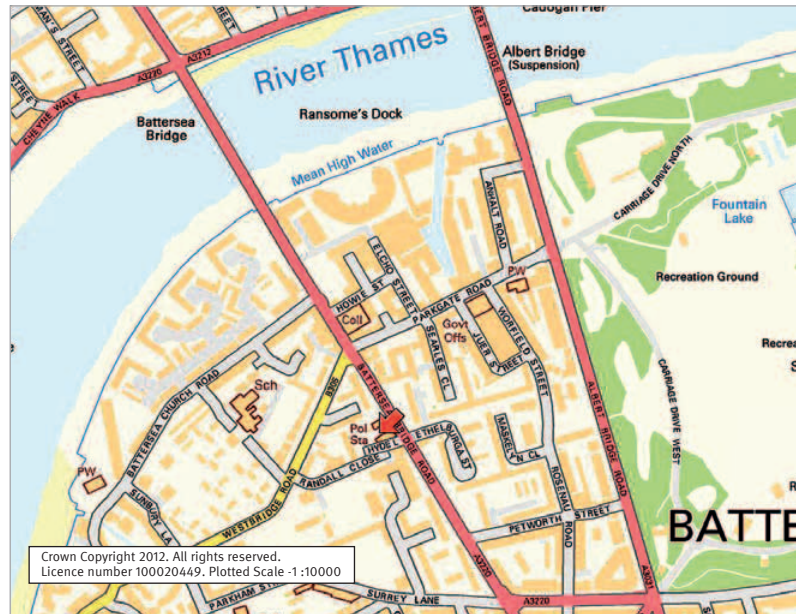 Cadogan Pier
MAN'S STREET
STREET
CHEYNE WALK
A3220
A3212
River Thames
ALBERT BRIDGE ROAD
Albert Bridge
(Suspension)
Battersea
Bridge
Ransome's Dock
Mean High Water
CARRIAGE DRIVE NORTH
Fountain
Lake
ANHALT ROAD
ELCHO STREET
HOWIE ST
PW
Recreation Ground
PARKGATE ROAD
Coll
Govt
Offs
SEARLES CL
JUER STREET
WORFIELD STREET
Recrea
S
B305
BATTERSEA BRIDGE ROAD
ALBERT BRIDGE ROAD
CARRIAGE DRIVE WEST
BATTERSEA CHURCH ROAD
Sch
Pol
Sta
HYDE L
ETHELBURGA ST
MASKELYN CL
PW
RANDALL CLOSE
WESTBRIDGE ROAD
ROSENAU ROAD
SUNBURY LA
PETWORTH STREET
BATTE
Crown Copyright 2012. All rights reserved.
Licence number 100020449. Plotted Scale -1 :10000
A3220
A3031
PARKHAM ST
SURREY LANE
A3220